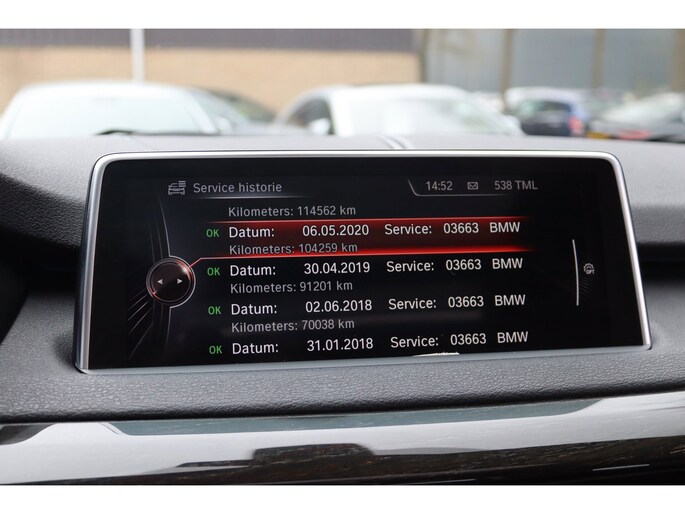 Service historie
14:52 538 TML
Kilometers: 114562 km
OK Datum: 06.05.2020 Service: 03663 BMW
Kilometers: 104259 km
OK Datum: 30.04.2019 Service: 03663 BMW
Kilometers: 91201 km
OK Datum: 02.06.2018 Service: 03663 BMW
Kilometers: 70038 km
OK Datum: 31.01.2018 Service: 03663 BMW